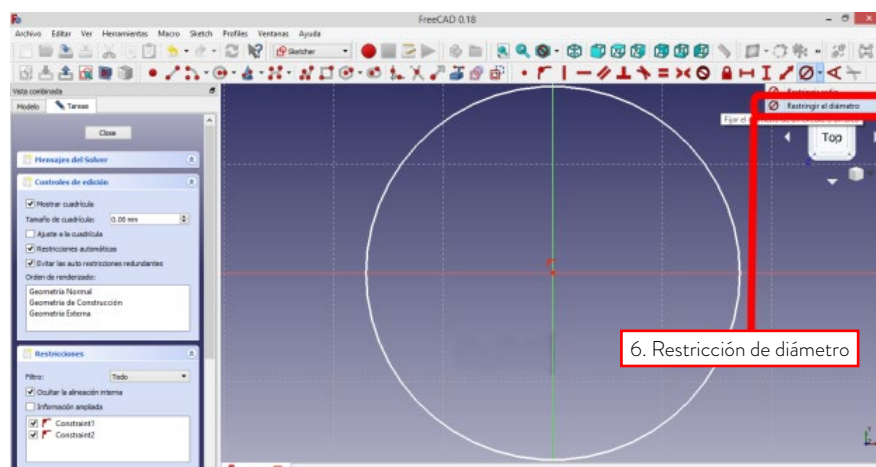 FreeCAD 0.18
Archivo Editar Ver Herramientas Macro Sketch Profiles Ventanas Ayuda
Sketcher
Vista combinada
Modelo Tareas
Close
Mensajes del Solver
Controles de edición
Mostrar cuadrícula
Tamaño de cuadrícula: 0.00 mm
Ajuste a la cuadrícula
Restricciones automáticas
Evitar las auto restricciones redundantes
Orden de renderizado:
Geometría Normal
Geometría de Construcción
Geometría Externa
Restricciones
Filtro: Todo
Ocultar la alineación interna
Información ampliada
Constraint1
Constraint2
Restringir el diámetro
Top
6. Restricción de diámetro